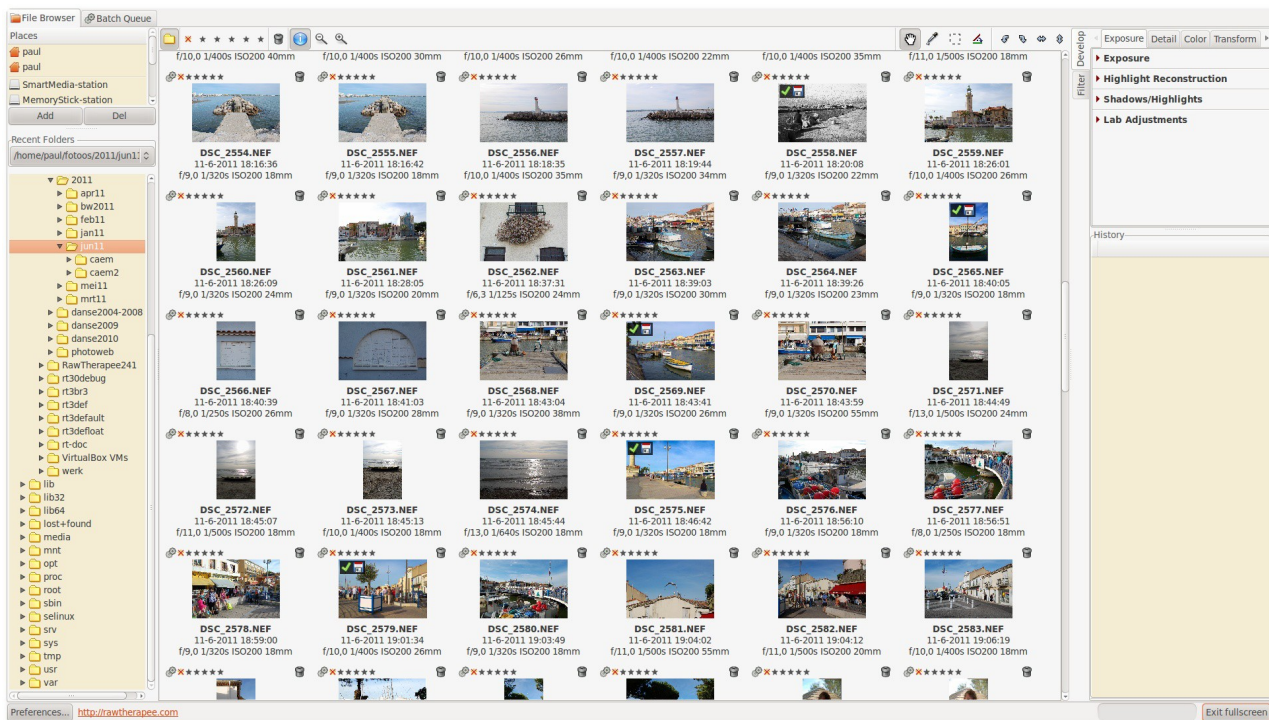 File Browser
Batch Queue
Places
paul
paul
SmartMedia-station
MemoryStick-station
Add
Del
Recent Folders
/home/paul/fotoos/2011/jun11
2011
apr11
bw2011
feb11
jan11
jun11
caem
caem2
mei11
mrt11
danse2004-2008
danse2009
danse2010
photoweb
RawTherapee241
rt30debug
rt3br3
rt3def
rt3default
rt3defloat
rt-doc
VirtualBox VMs
werk
lib
lib32
lib64
lost+found
media
mnt
opt
proc
root
sbin
selinux
srv
sys
tmp
usr
var
f/10,0 1/400s ISO200 40mm
f/10,0 1/400s ISO200 30mm
f/10,0 1/400s ISO200 26mm
f/10,0 1/400s ISO200 22mm
f/10,0 1/400s ISO200 35mm
f/11,0 1/500s ISO200 18mm
DSC_2554.NEF
11-6-2011 18:16:36
f/9,0 1/320s ISO200 18mm
DSC_2555.NEF
11-6-2011 18:16:42
f/9,0 1/320s ISO200 18mm
DSC_2556.NEF
11-6-2011 18:18:35
f/10,0 1/400s ISO200 35mm
DSC_2557.NEF
11-6-2011 18:19:44
f/9,0 1/320s ISO200 34mm
DSC_2558.NEF
11-6-2011 18:20:08
f/9,0 1/320s ISO200 22mm
DSC_2559.NEF
11-6-2011 18:26:01
f/10,0 1/400s ISO200 26mm
DSC_2560.NEF
11-6-2011 18:26:09
f/9,0 1/320s ISO200 24mm
DSC_2561.NEF
11-6-2011 18:28:05
f/9,0 1/320s ISO200 20mm
DSC_2562.NEF
11-6-2011 18:37:31
f/6,3 1/125s ISO200 24mm
DSC_2563.NEF
11-6-2011 18:39:03
f/9,0 1/320s ISO200 30mm
DSC_2564.NEF
11-6-2011 18:39:26
f/9,0 1/320s ISO200 23mm
DSC_2565.NEF
11-6-2011 18:40:05
f/9,0 1/320s ISO200 18mm
DSC_2566.NEF
11-6-2011 18:40:39
f/8,0 1/250s ISO200 26mm
DSC_2567.NEF
11-6-2011 18:41:03
f/9,0 1/320s ISO200 28mm
DSC_2568.NEF
11-6-2011 18:43:04
f/9,0 1/320s ISO200 38mm
DSC_2569.NEF
11-6-2011 18:43:41
f/9,0 1/320s ISO200 26mm
DSC_2570.NEF
11-6-2011 18:43:59
f/9,0 1/320s ISO200 55mm
DSC_2571.NEF
11-6-2011 18:44:49
f/13,0 1/500s ISO200 24mm
DSC_2572.NEF
11-6-2011 18:45:07
f/11,0 1/500s ISO200 18mm
DSC_2573.NEF
11-6-2011 18:45:13
f/10,0 1/400s ISO200 18mm
DSC_2574.NEF
11-6-2011 18:45:44
f/13,0 1/640s ISO200 18mm
DSC_2575.NEF
11-6-2011 18:46:42
f/9,0 1/320s ISO200 18mm
DSC_2576.NEF
11-6-2011 18:56:10
f/9,0 1/320s ISO200 18mm
DSC_2577.NEF
11-6-2011 18:56:51
f/8,0 1/250s ISO200 18mm
DSC_2578.NEF
11-6-2011 18:59:00
f/9,0 1/320s ISO200 18mm
DSC_2579.NEF
11-6-2011 19:01:34
f/10,0 1/400s ISO200 26mm
DSC_2580.NEF
11-6-2011 19:03:49
f/9,0 1/320s ISO200 18mm
DSC_2581.NEF
11-6-2011 19:04:02
f/11,0 1/500s ISO200 55mm
DSC_2582.NEF
11-6-2011 19:04:12
f/11,0 1/500s ISO200 20mm
DSC_2583.NEF
11-6-2011 19:06:19
f/10,0 1/400s ISO200 18mm
Develop
Filter
Exposure
Detail
Color
Transform
Exposure
Highlight Reconstruction
Shadows/Highlights
Lab Adjustments
History
Preferences...
http://rawtherapee.com
Exit fullscreen